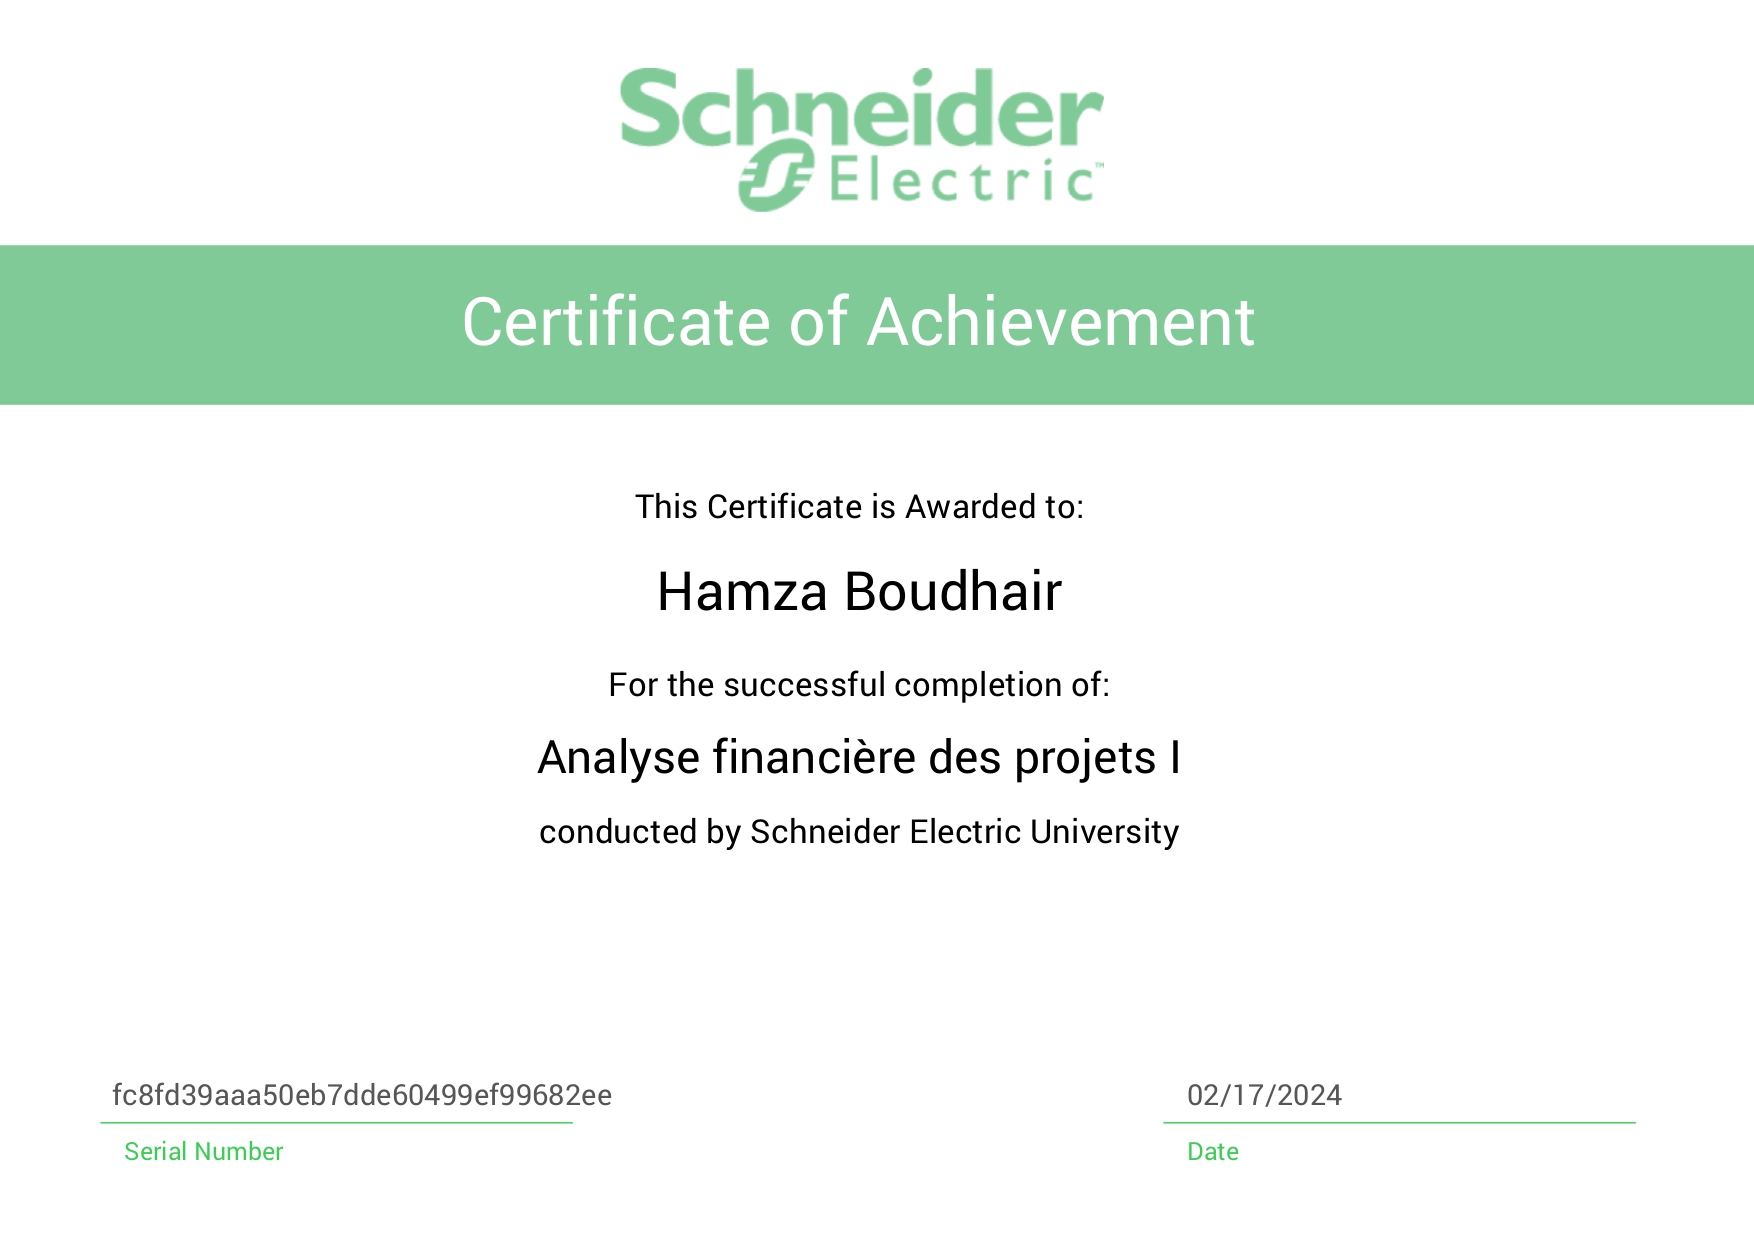 Schneider
Electric™
Certificate of Achievement
This Certificate is Awarded to:
Hamza Boudhair
For the successful completion of:
Analyse financière des projets I
conducted by Schneider Electric University
fc8fd39aaa50eb7dde60499ef99682ee
Serial Number
02/17/2024
Date